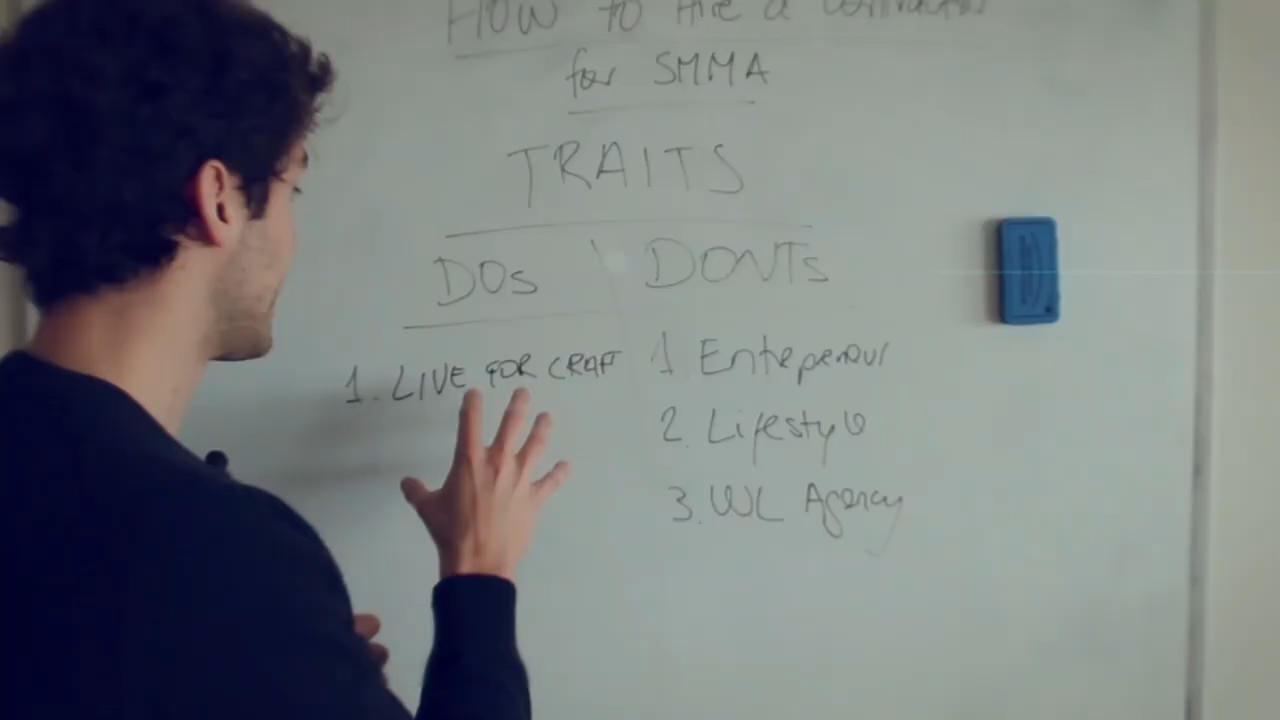 HOW to Hire a contractor
for SMMA
TRAITS
DOs
DONTs
1. LIVE FOR CRAFT
1 Entepeneur
2. Lifestyle
3. WL Agency